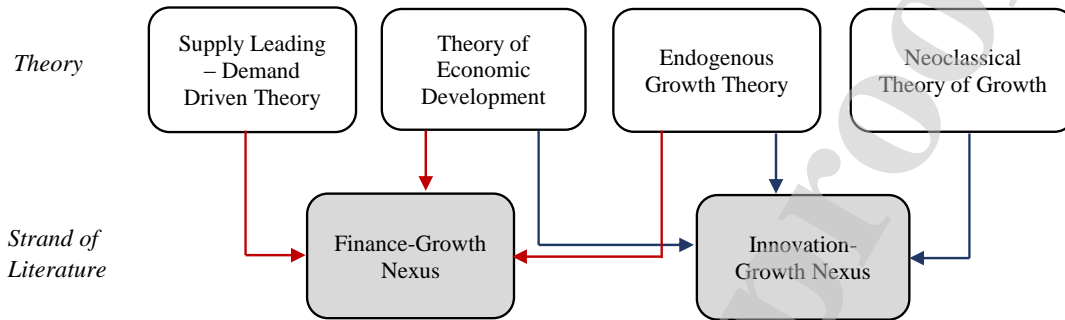 Theory
Supply Leading
– Demand
Driven Theory
Theory of
Economic
Development
Endogenous
Growth Theory
Neoclassical
Theory of Growth
Strand of
Literature
Finance-Growth
Nexus
Innovation-
Growth Nexus